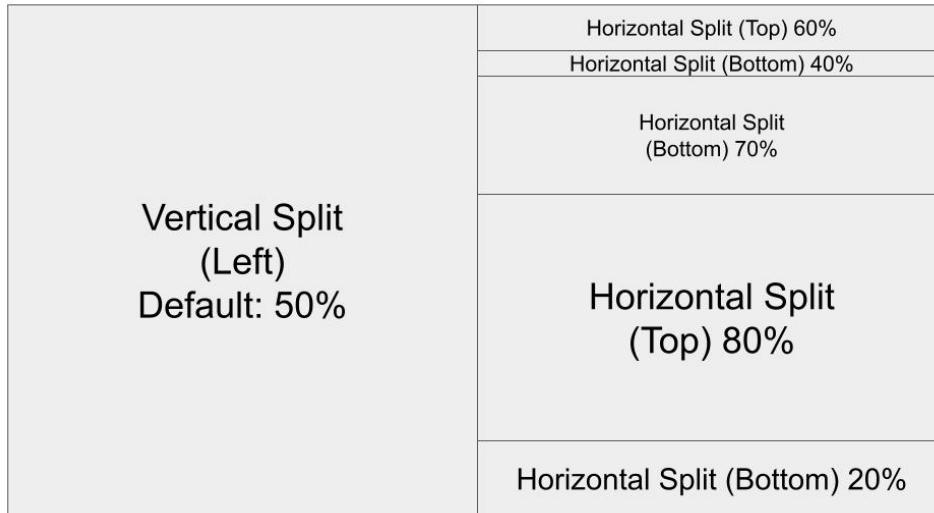 Vertical Split
(Left)
Default: 50%
Horizontal Split (Top) 60%
Horizontal Split (Bottom) 40%
Horizontal Split
(Bottom) 70%
Horizontal Split
(Top) 80%
Horizontal Split (Bottom) 20%